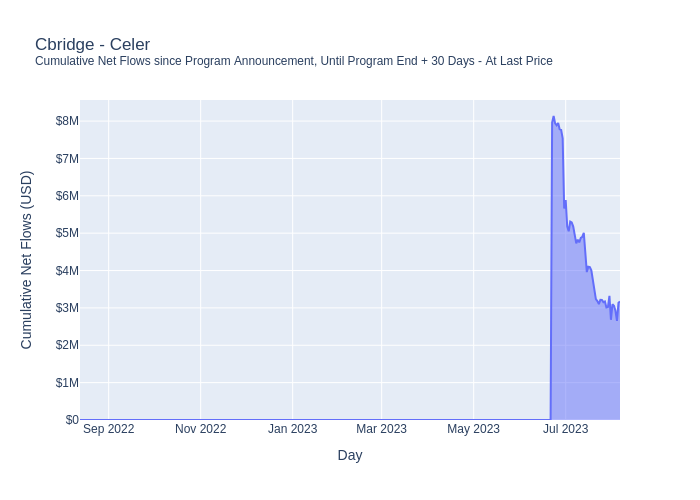 Cbridge - Celer
Cumulative Net Flows since Program Announcement, Until Program End + 30 Days - At Last Price
Cumulative Net Flows (USD)
$8M
$7M
$6M
$5M
$4M
$3M
$2M
$1M
$0
Sep 2022
Nov 2022
Jan 2023
Mar 2023
May 2023
Jul 2023
Day